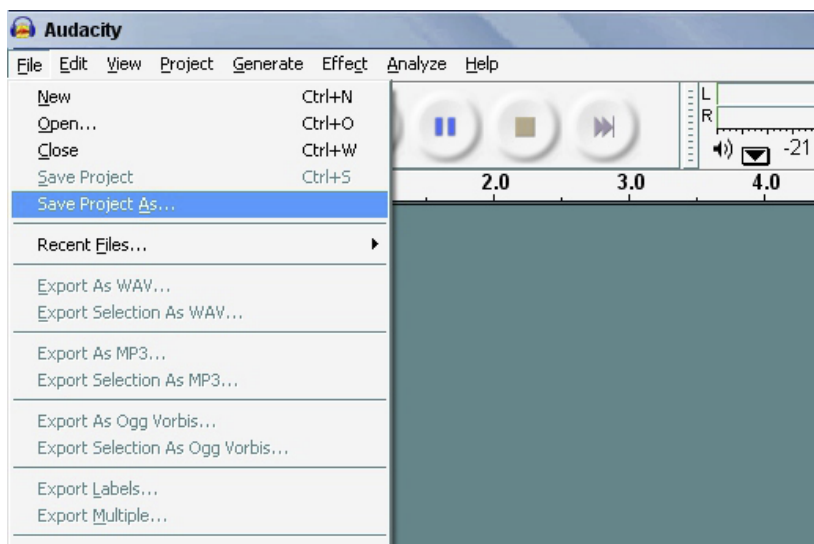 Audacity
File Edit View Project Generate Effect Analyze Help
New Ctrl+N
Open... Ctrl+O
Close Ctrl+W
Save Project Ctrl+S
Save Project As...
Recent Files...
Export As WAV...
Export Selection As WAV...
Export As MP3...
Export Selection As MP3...
Export As Ogg Vorbis...
Export Selection As Ogg Vorbis...
Export Labels...
Export Multiple...
L
R
-21
2.0 3.0 4.0